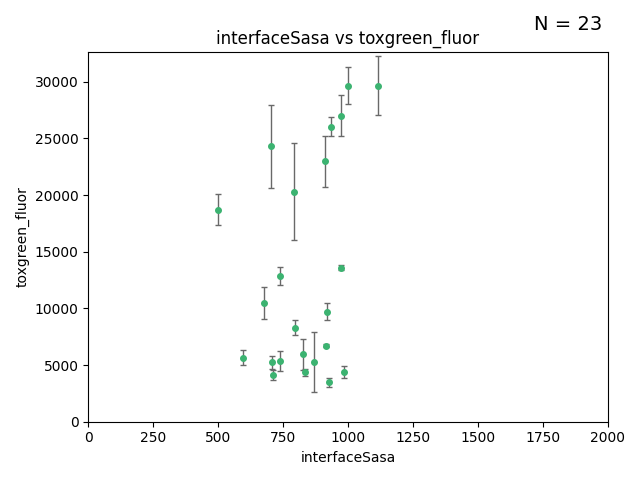 N = 23
interfaceSasa vs toxgreen_fluor
30000
25000
20000
15000
10000
5000
0
toxgreen_fluor
0 250 500 750 1000 1250 1500 1750 2000
interfaceSasa